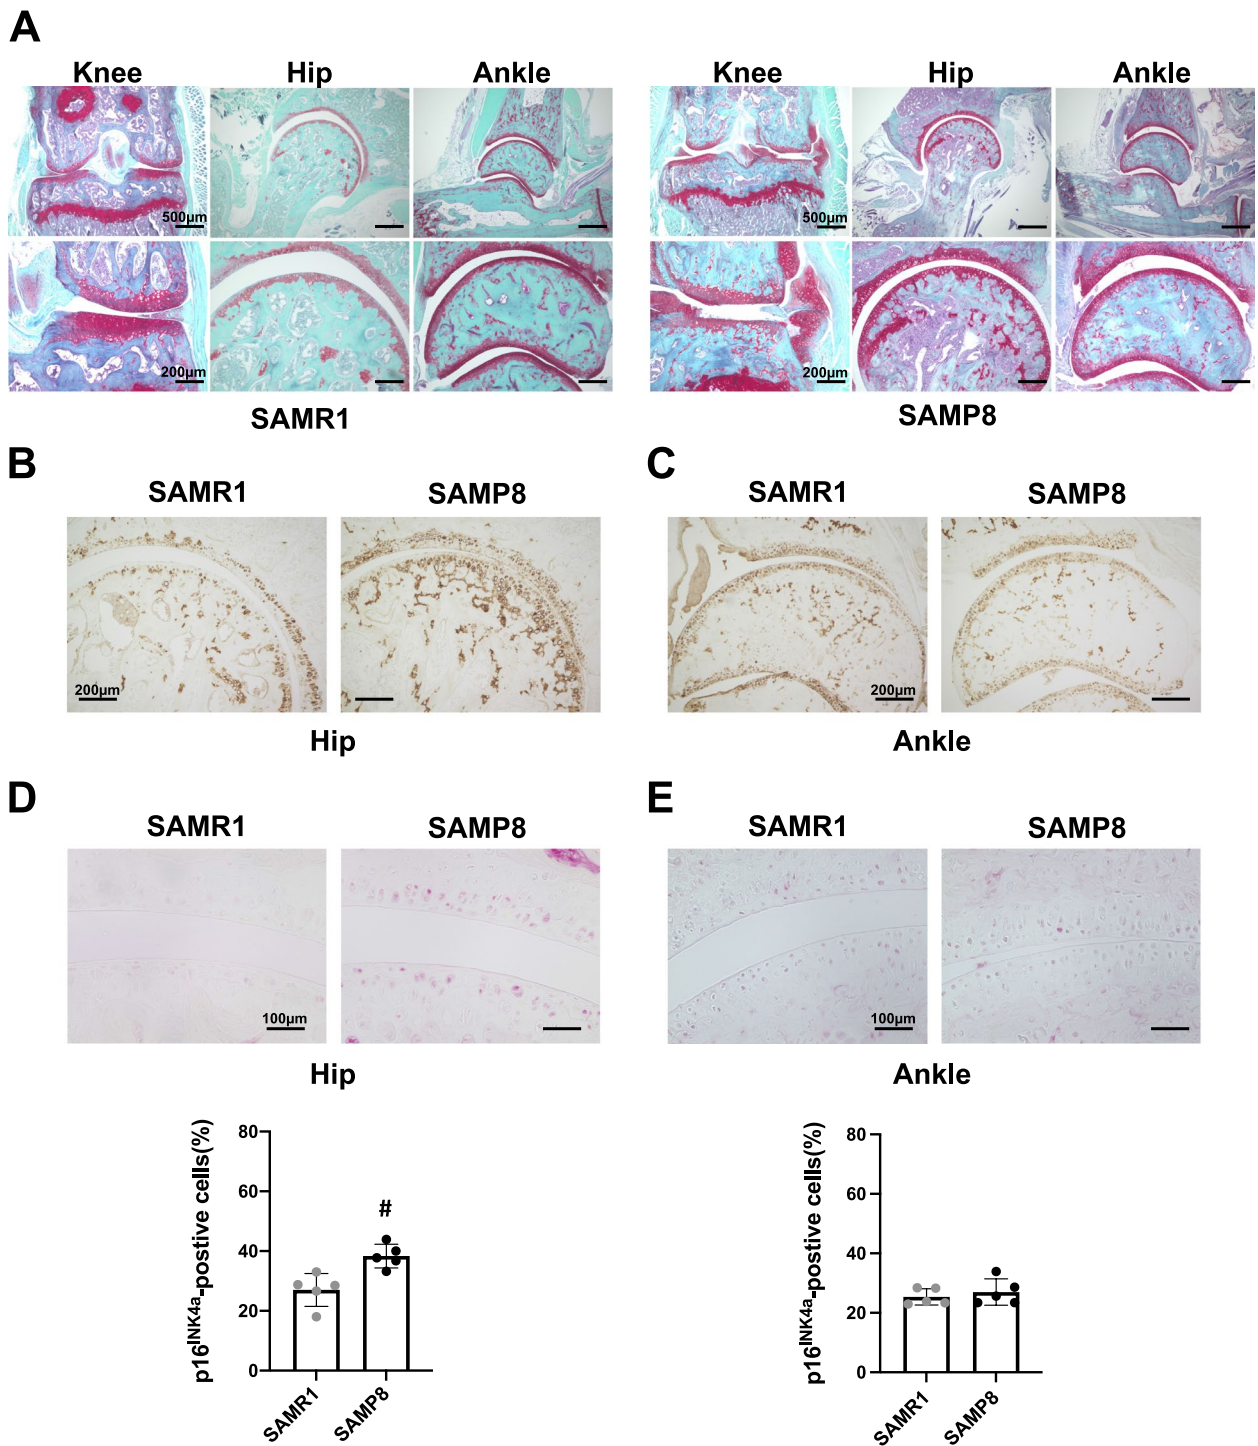 A
Knee Hip Ankle Knee Hip Ankle
500µm 500µm
200µm 200µm
SAMR1 SAMP8
B C
SAMR1 SAMP8 SAMR1 SAMP8
200µm 200µm
Hip Ankle
D E
SAMR1 SAMP8 SAMR1 SAMP8
100µm 100µm
Hip Ankle
p16INK4a-postive cells(%)
80
60
40
20
0
#
SAMR1 SAMP8
p16INK4a-postive cells(%)
80
60
40
20
0
SAMR1 SAMP8